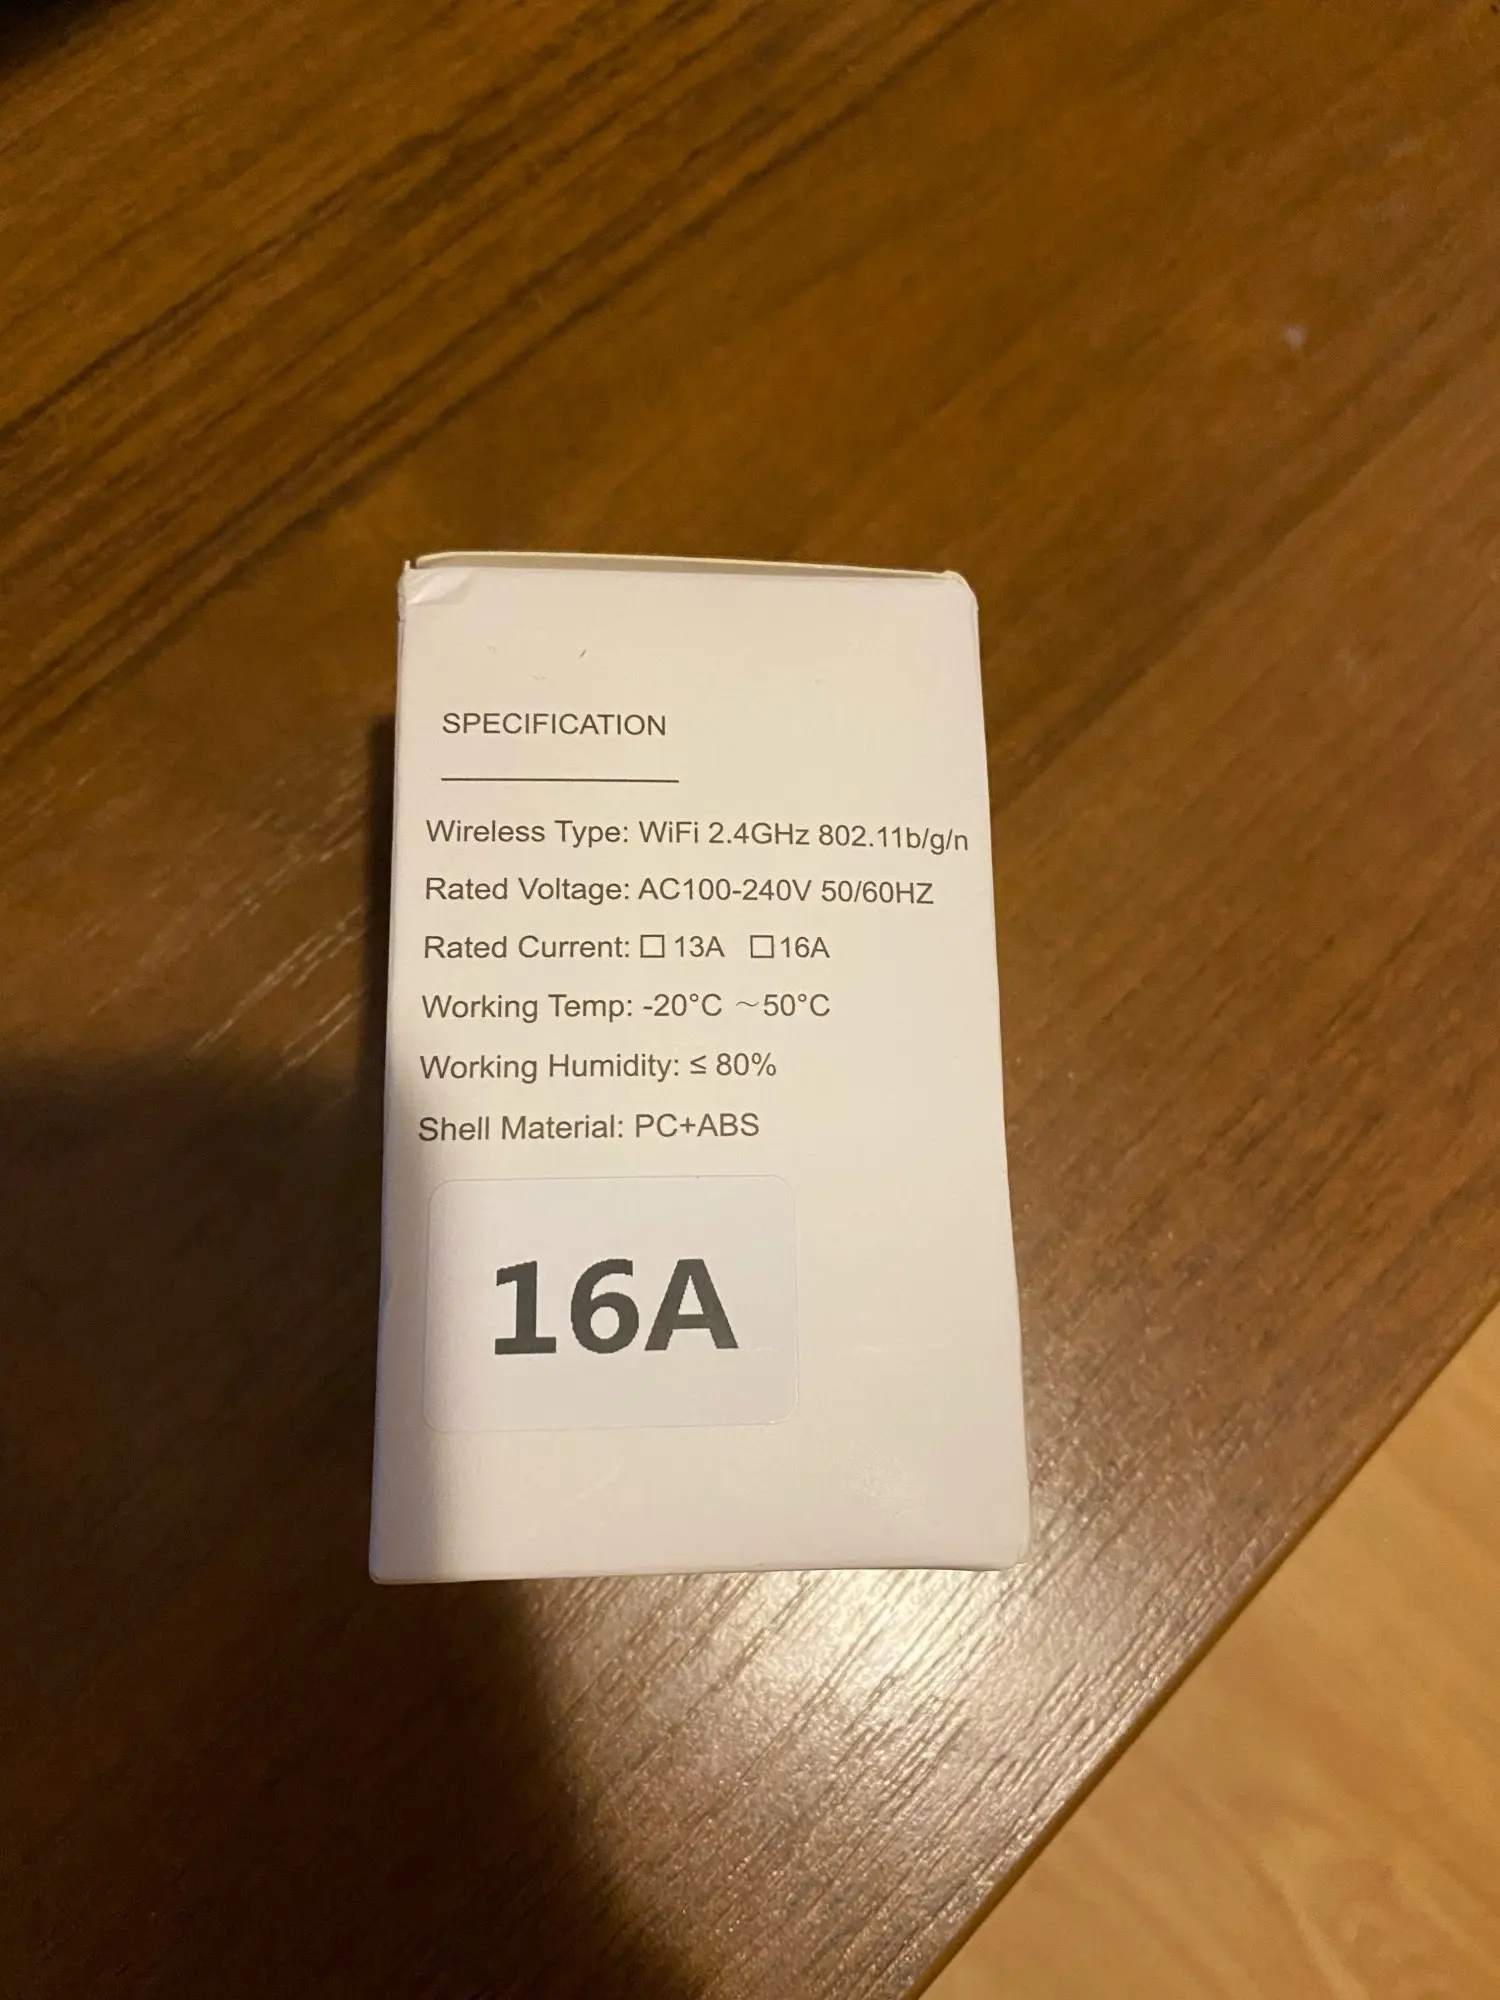 SPECIFICATION
Wireless Type: WiFi 2.4GHz 802.11b/g/n
Rated Voltage: AC100-240V 50/60HZ
Rated Current: □ 13A □ 16A
Working Temp: -20°C ～50°C
Working Humidity: ≤ 80%
Shell Material: PC+ABS
16A